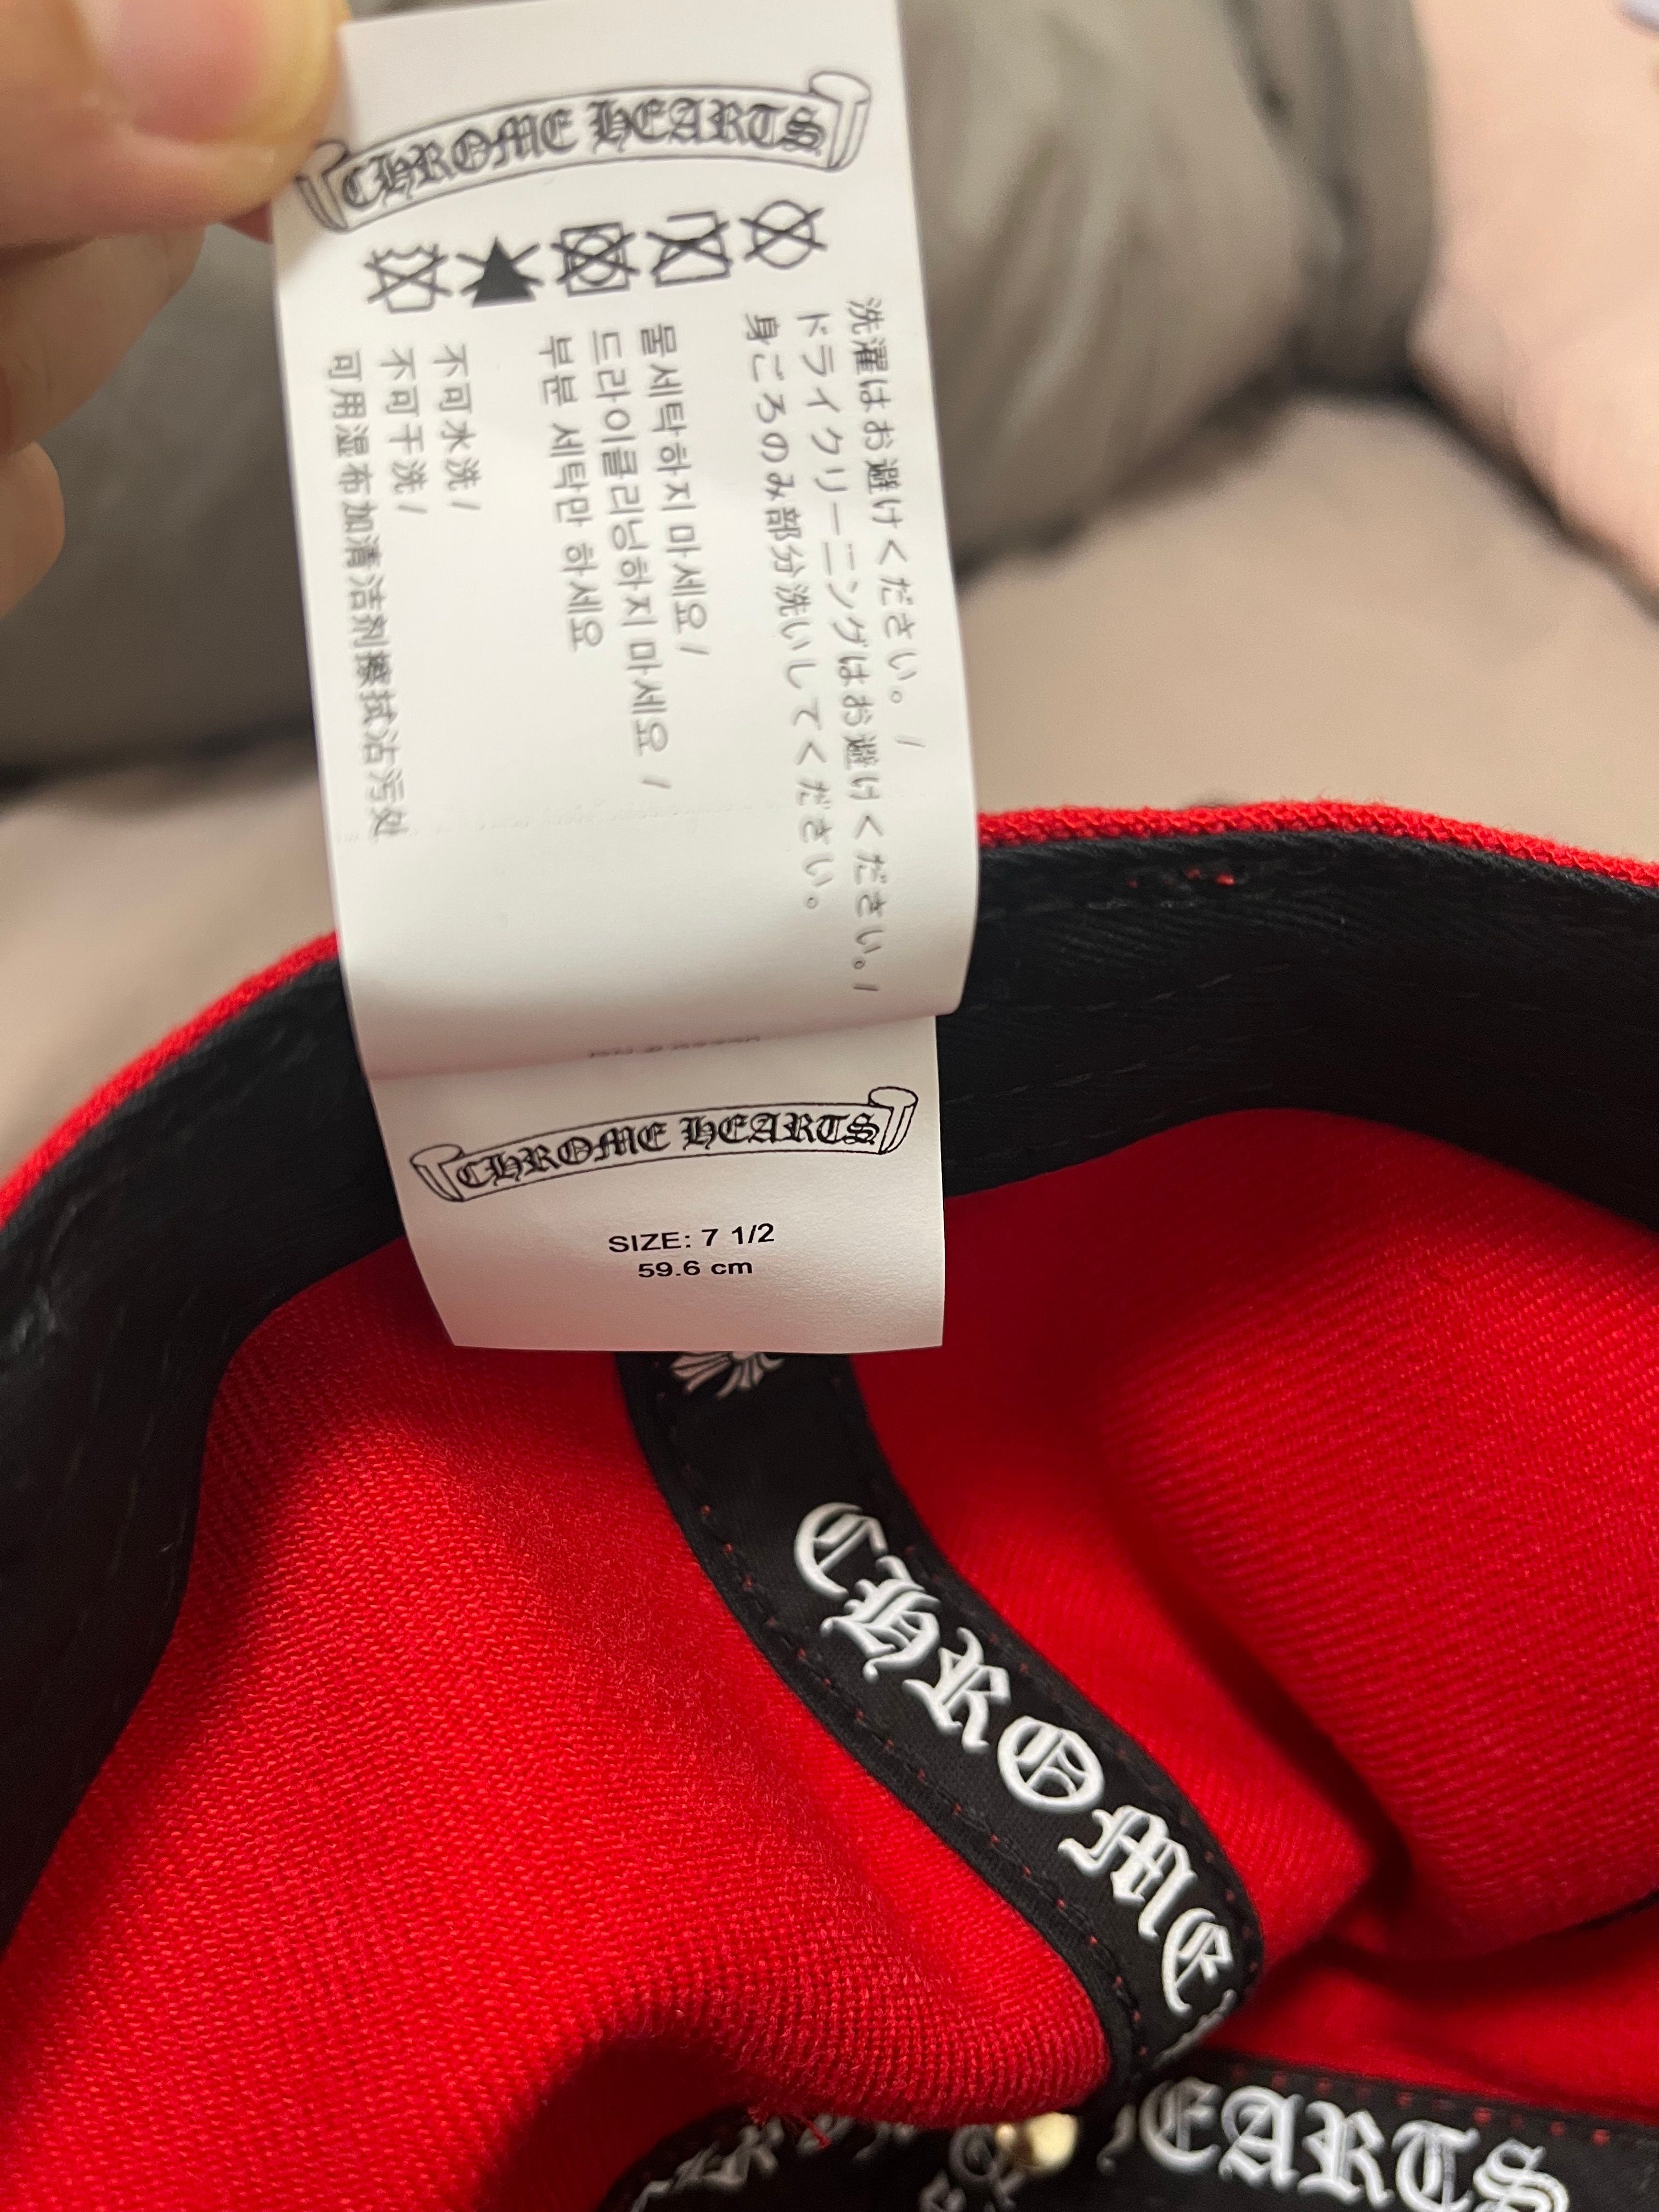 CHROME HEARTS
洗濯はお避けください。/
ドライクリーニングはお避けください。/
身ごろのみ部分洗いしてください。
물세탁하지 마세요 /
드라이클리닝하지 마세요 /
부분 세탁만 하세요
不可水洗 /
不可干洗 /
可用湿布加清洁剂擦拭沾污处
CHROME HEARTS
SIZE: 7 1/2
59.6 cm
CHROME
EARTS